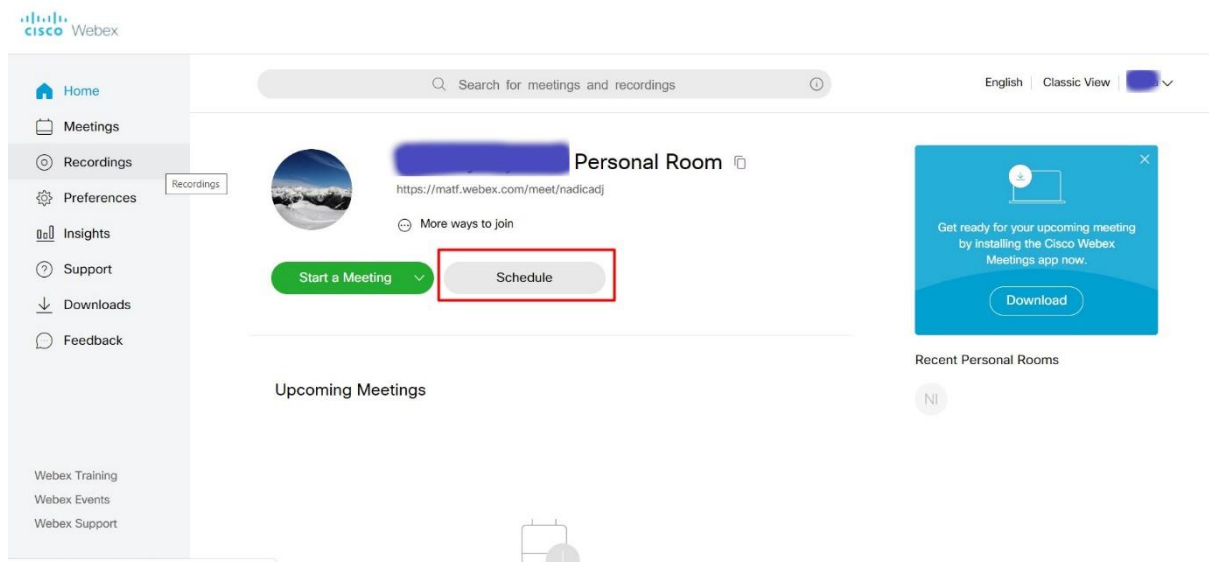 CISCO Webex
Home
Meetings
Recordings
Preferences
Insights
Support
Downloads
Feedback
Webex Training
Webex Events
Webex Support
Recordings
Search for meetings and recordings
English
Classic View
Personal Room
https://matf.webex.com/meet/nadicadj
More ways to join
Start a Meeting
Schedule
Upcoming Meetings
Get ready for your upcoming meeting
by installing the Cisco Webex
Meetings app now.
Download
Recent Personal Rooms
NI